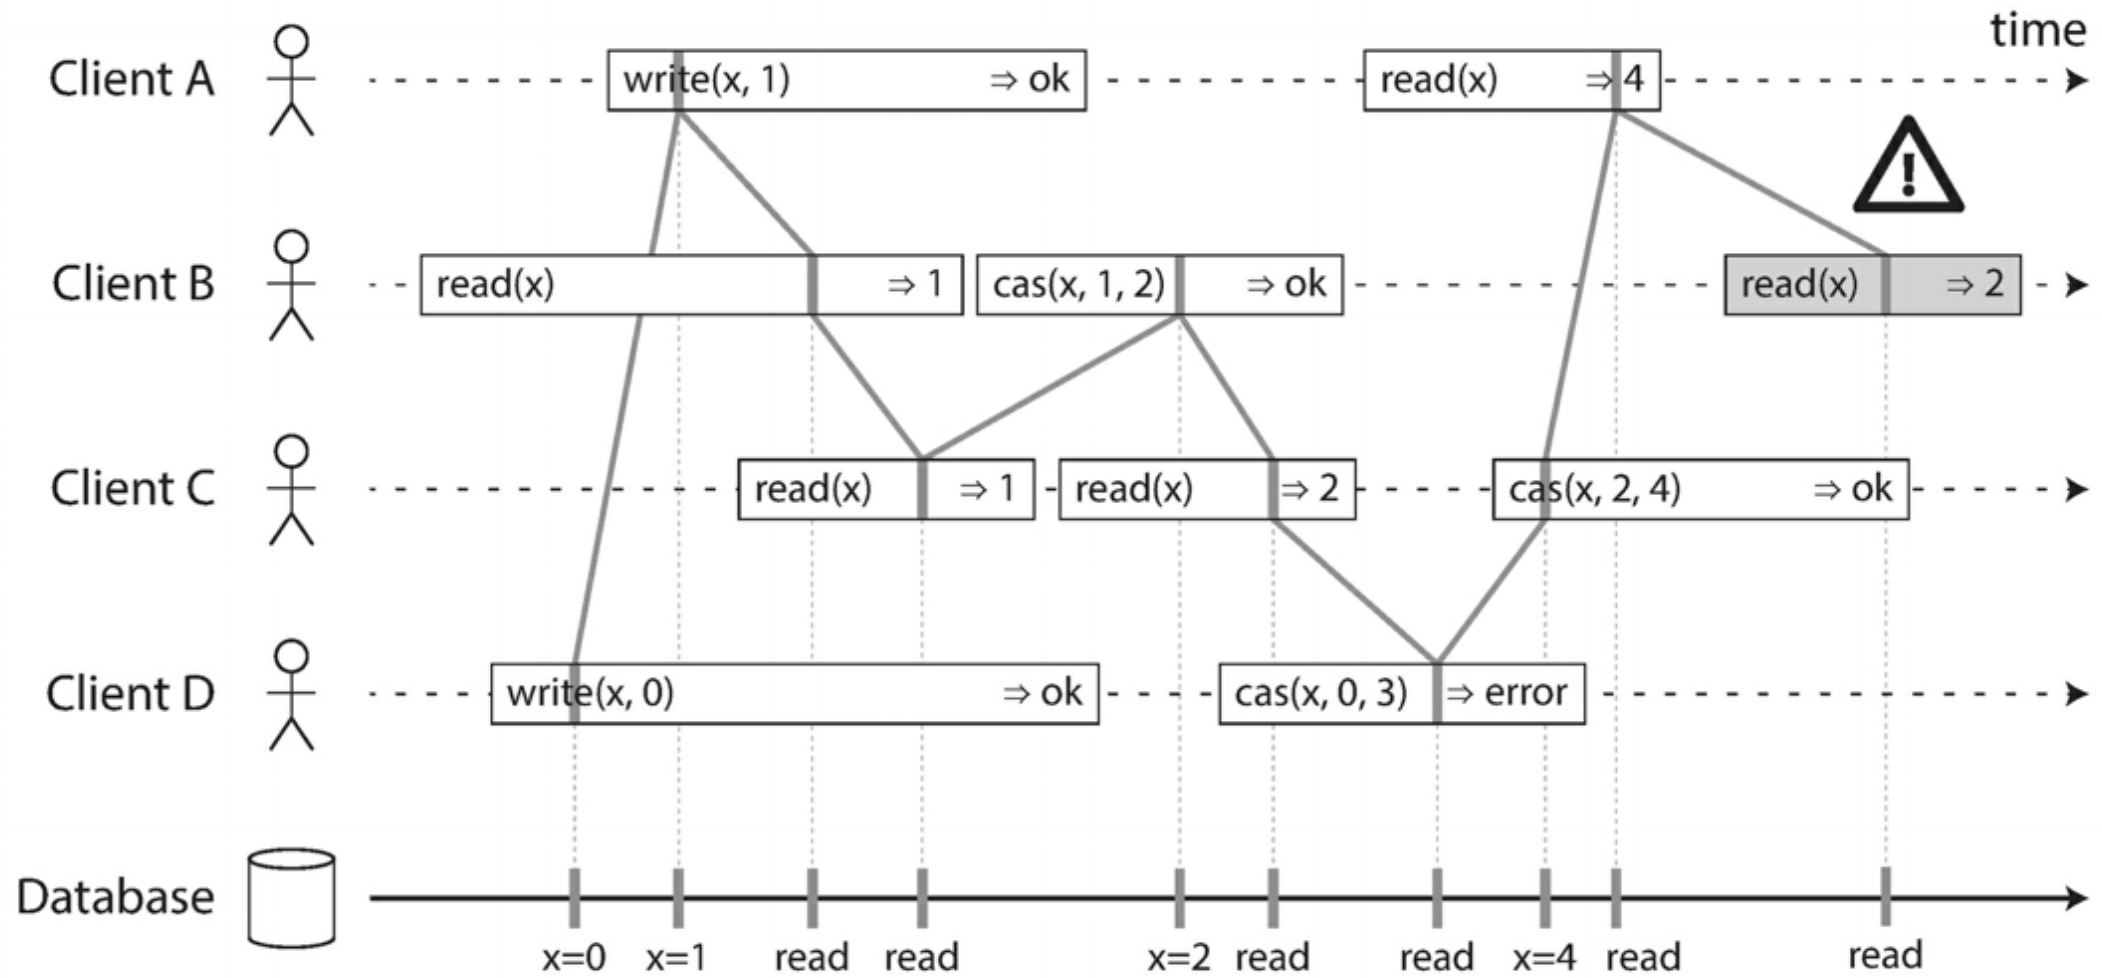 time
Client A
write(x, 1) ⇒ ok
read(x) ⇒ 4
!
Client B
read(x) ⇒ 1
cas(x, 1, 2) ⇒ ok
read(x) ⇒ 2
Client C
read(x) ⇒ 1
read(x) ⇒ 2
cas(x, 2, 4) ⇒ ok
Client D
write(x, 0) ⇒ ok
cas(x, 0, 3) ⇒ error
Database
x=0 x=1 read read x=2 read read x=4 read read